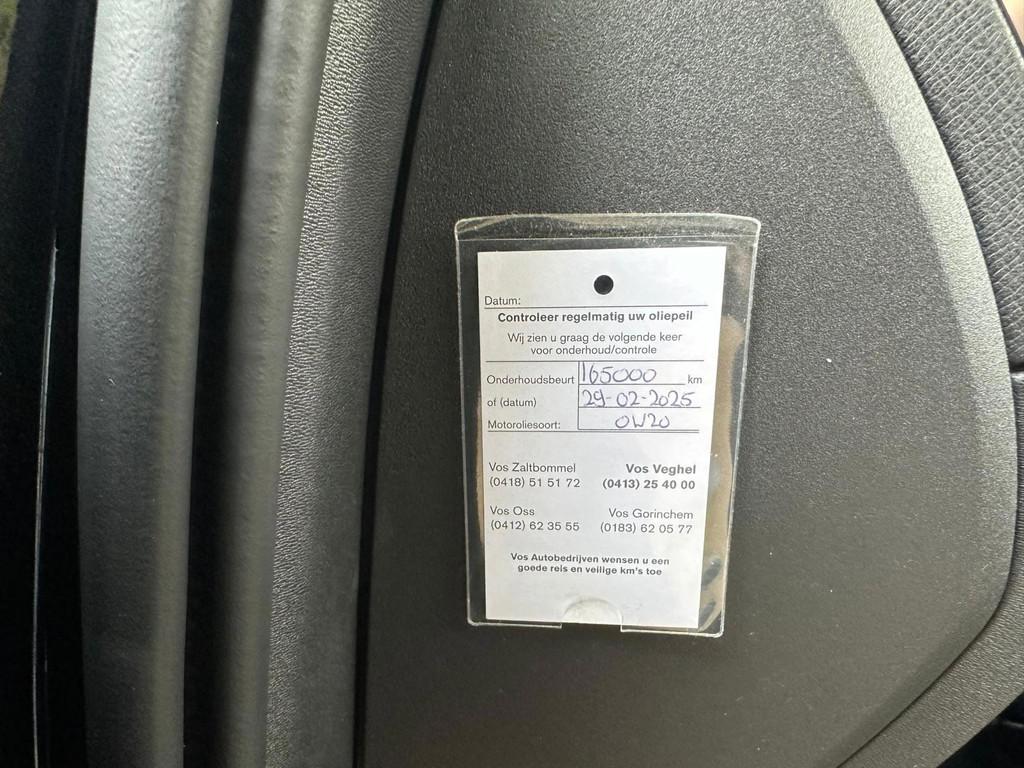 Datum:
Controleer regelmatig uw oliepeil
Wij zien u graag de volgende keer
voor onderhoud/controle
Onderhoudsbeurt 165000 km
of (datum) 29-02-2025
Motoroliesoort: 0W20
Vos Zaltbommel Vos Veghel
(0418) 51 51 72 (0413) 25 40 00
Vos Oss Vos Gorinchem
(0412) 62 35 55 (0183) 62 05 77
Vos Autobedrijven wensen u een
goede reis en veilige km's toe